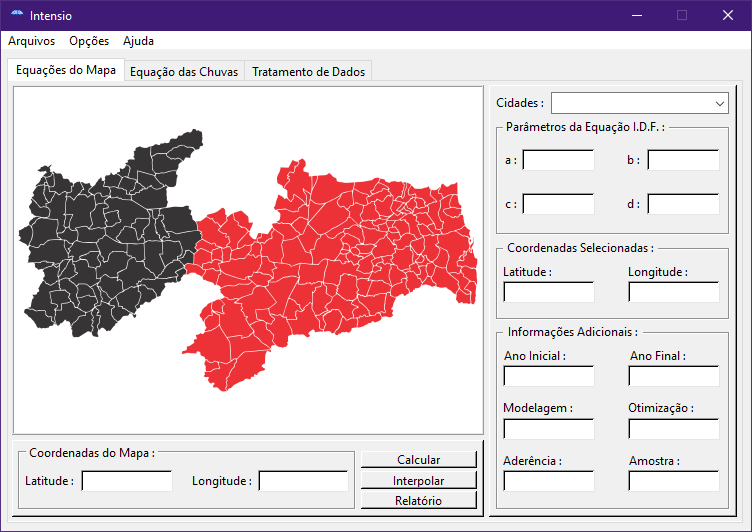 Intensio
Arquivos Opções Ajuda
Equações do Mapa Equação das Chuvas Tratamento de Dados
Cidades :
Parâmetros da Equação I.D.F. :
a : b :
c : d :
Coordenadas Selecionadas :
Latitude : Longitude :
Informações Adicionais :
Ano Inicial : Ano Final :
Modelagem : Otimização :
Aderência : Amostra :
Coordenadas do Mapa :
Latitude : Longitude :
Calcular
Interpolar
Relatório